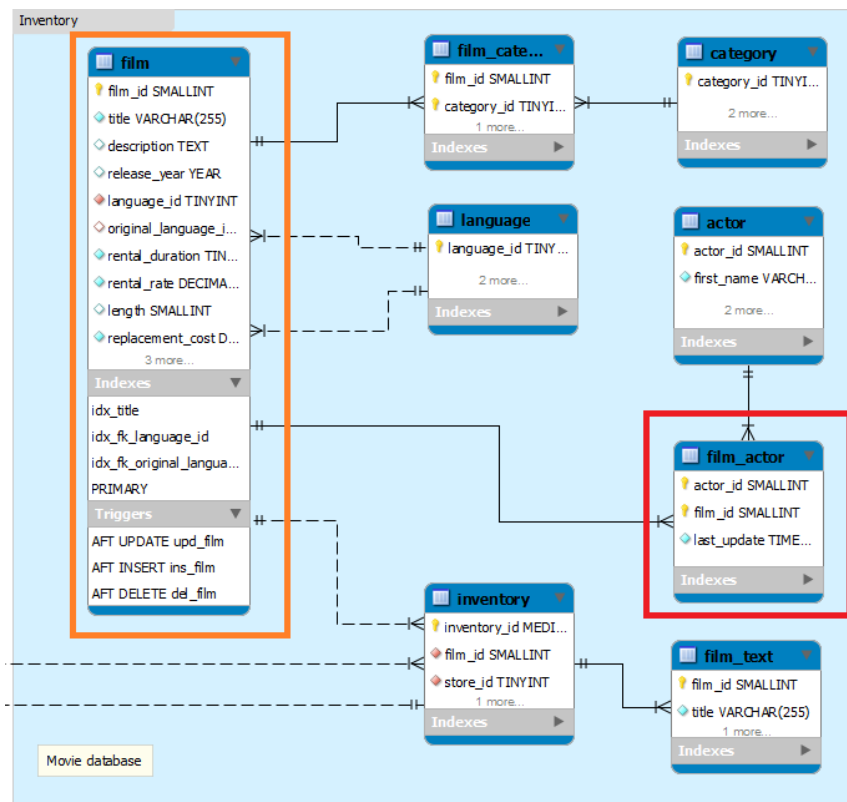 Inventory
film
film_id SMALLINT
title VARCHAR(255)
description TEXT
release_year YEAR
language_id TINYINT
original_language_i...
rental_duration TIN...
rental_rate DECIMA...
length SMALLINT
replacement_cost D...
3 more...
Indexes
idx_title
idx_fk_language_id
idx_fk_original_langua...
PRIMARY
Triggers
AFT UPDATE upd_film
AFT INSERT ins_film
AFT DELETE del_film
film_cate...
film_id SMALLINT
category_id TINYI...
1 more...
Indexes
category
category_id TINYI...
2 more...
Indexes
language
language_id TINY...
2 more...
Indexes
actor
actor_id SMALLINT
first_name VARCH...
2 more...
Indexes
film_actor
actor_id SMALLINT
film_id SMALLINT
last_update TIME...
Indexes
inventory
inventory_id MEDI...
film_id SMALLINT
store_id TINYINT
1 more...
Indexes
film_text
film_id SMALLINT
title VARCHAR(255)
1 more...
Indexes
Movie database